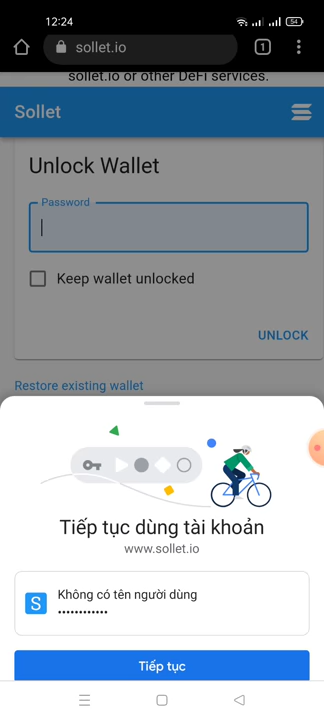 12:24
54
sollet.io
1
sollet.io or other DeFi services.
Sollet
Unlock Wallet
Password
Keep wallet unlocked
UNLOCK
Restore existing wallet
Tiếp tục dùng tài khoản
www.sollet.io
S
Không có tên người dùng
••••••••••••
Tiếp tục